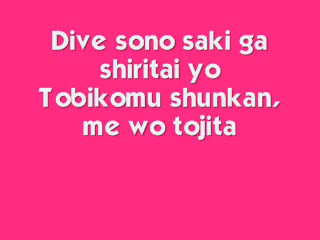 Dive sono saki ga
shiritai yo
Tobikomu shunkan,
me wo tojita